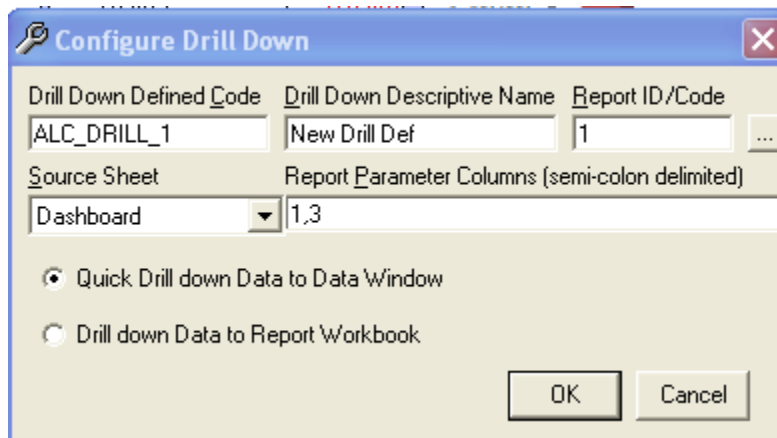 Configure Drill Down
Drill Down Defined Code Drill Down Descriptive Name Report ID/Code
ALC_DRILL_1 New Drill Def 1 ...
Source Sheet Report Parameter Columns (semi-colon delimited)
Dashboard 1,3
Quick Drill down Data to Data Window
Drill down Data to Report Workbook
OK Cancel